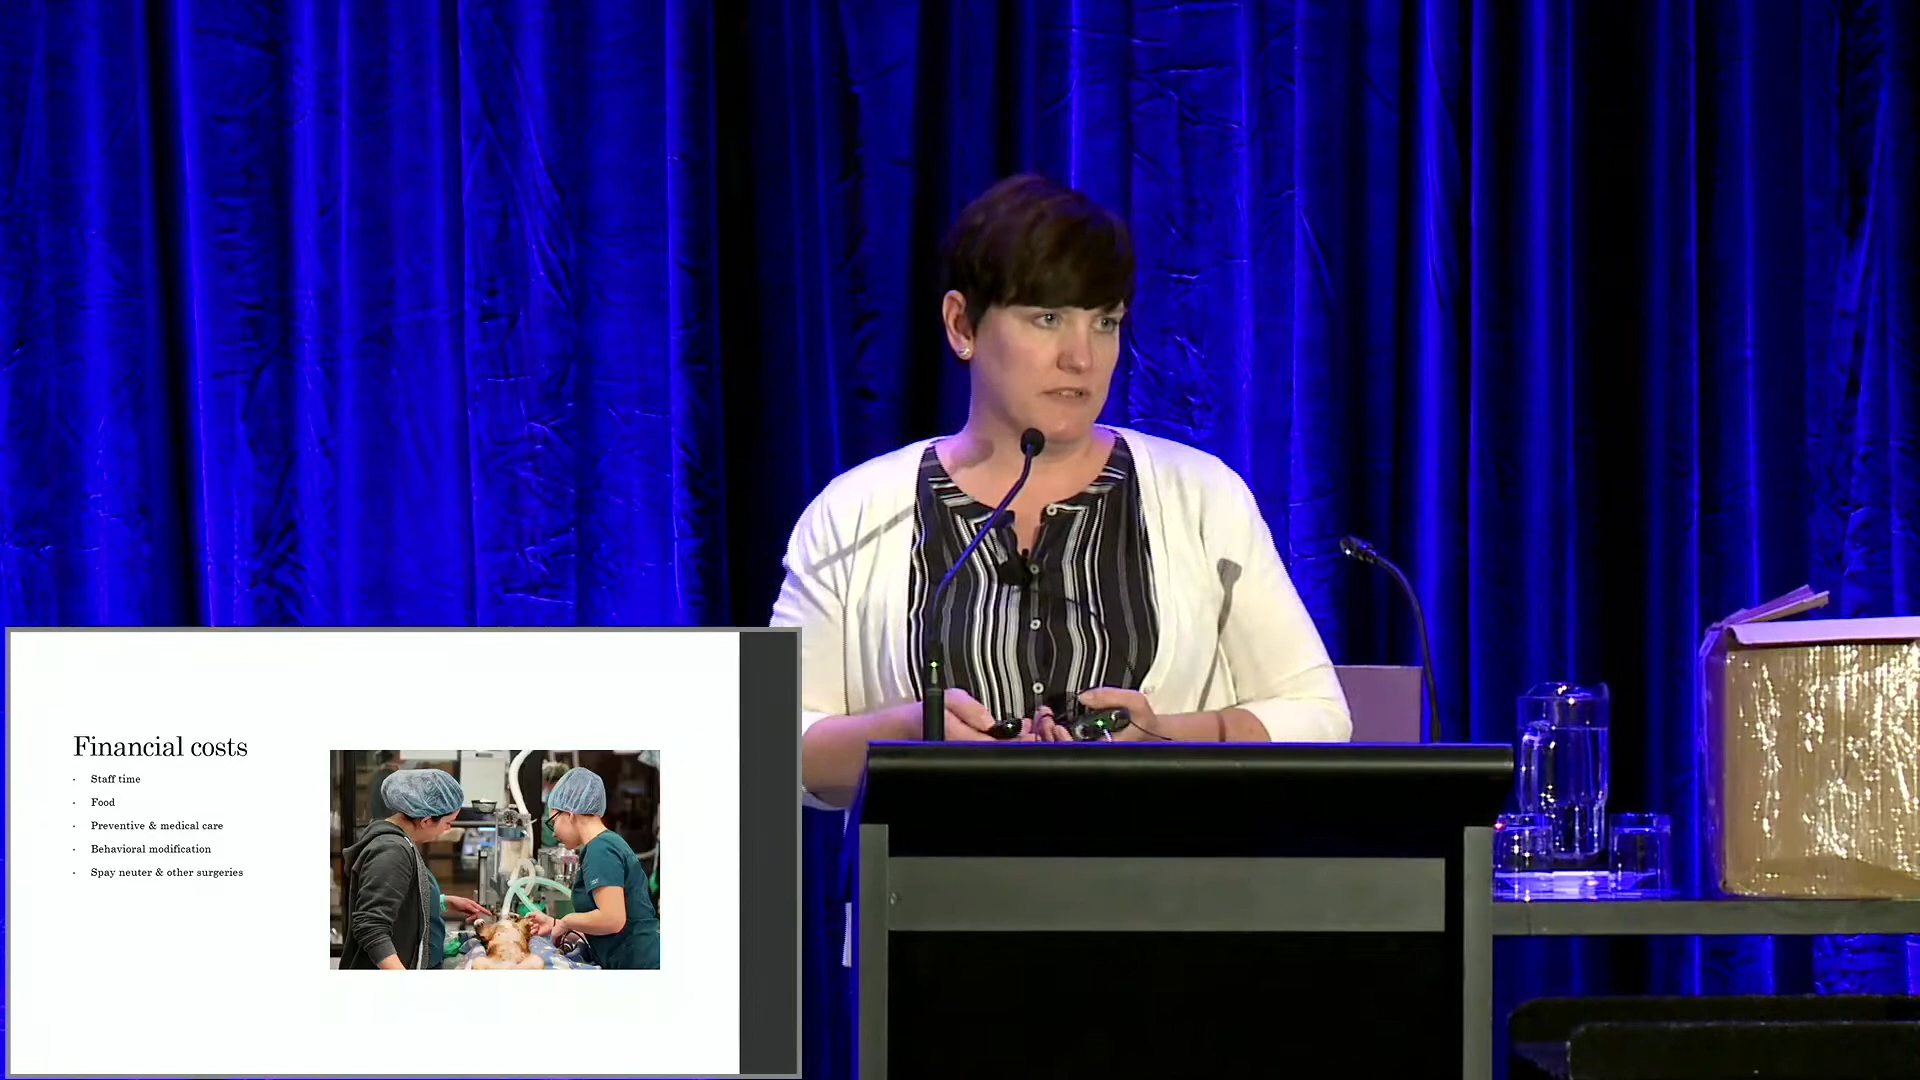 Financial costs
Staff time
Food
Preventive & medical care
Behavioral modification
Spay neuter & other surgeries